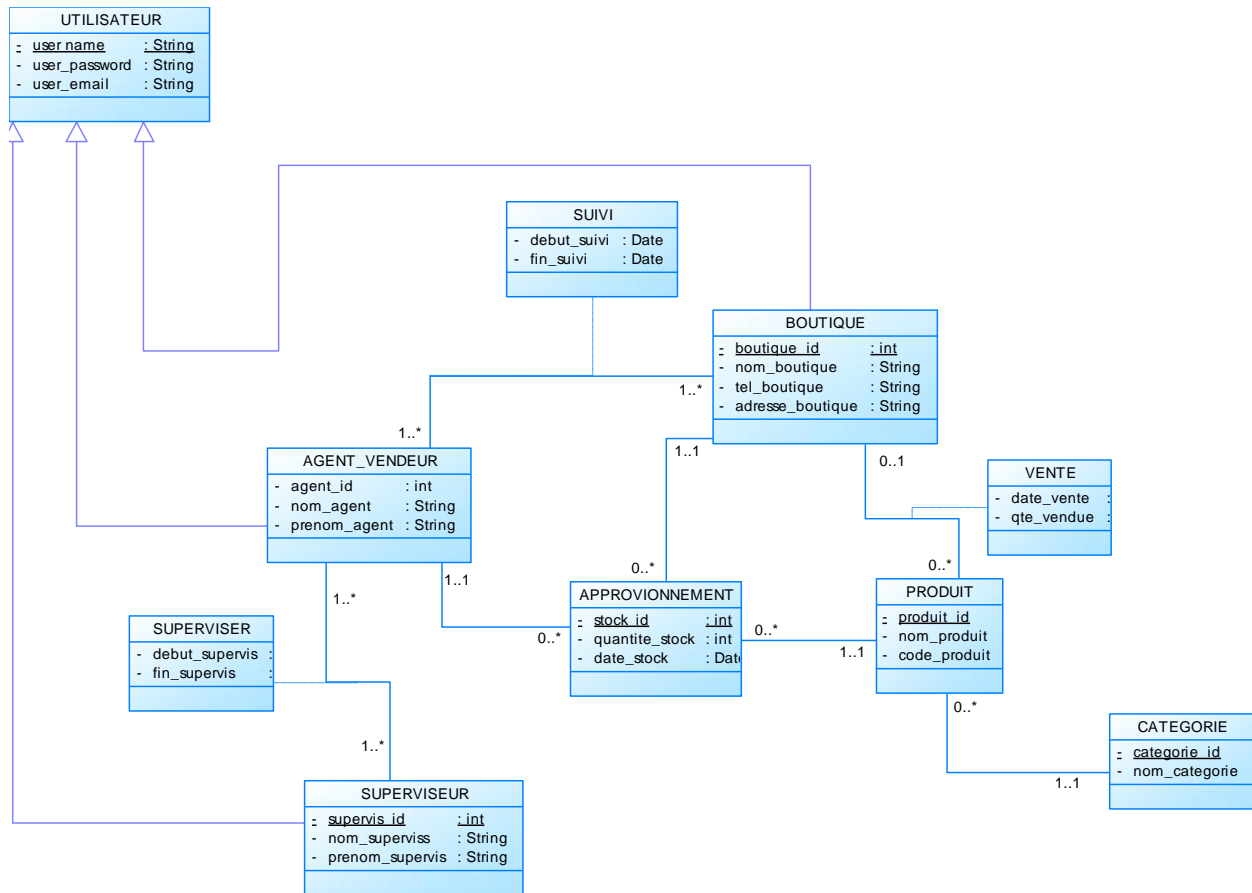 UTILISATEUR
- user name : String
- user_password : String
- user_email : String
SUIVI
- debut_suivi : Date
- fin_suivi : Date
BOUTIQUE
- boutique_id : int
- nom_boutique : String
- tel_boutique : String
- adresse_boutique : String
1..*
1..*
1..1
0..1
AGENT_VENDEUR
- agent_id : int
- nom_agent : String
- prenom_agent : String
VENTE
- date_vente :
- qte_vendue :
1..1
1..*
0..*
0..*
APPROVIONNEMENT
- stock_id : int
- quantite_stock : int
- date_stock : Date
0..*
0..*
1..1
PRODUIT
- produit_id
- nom_produit
- code_produit
SUPERVISER
- debut_supervis :
- fin_supervis :
0..*
1..*
1..1
CATEGORIE
- categorie_id
- nom_categorie
SUPERVISEUR
- supervis_id : int
- nom_superviss : String
- prenom_supervis : String